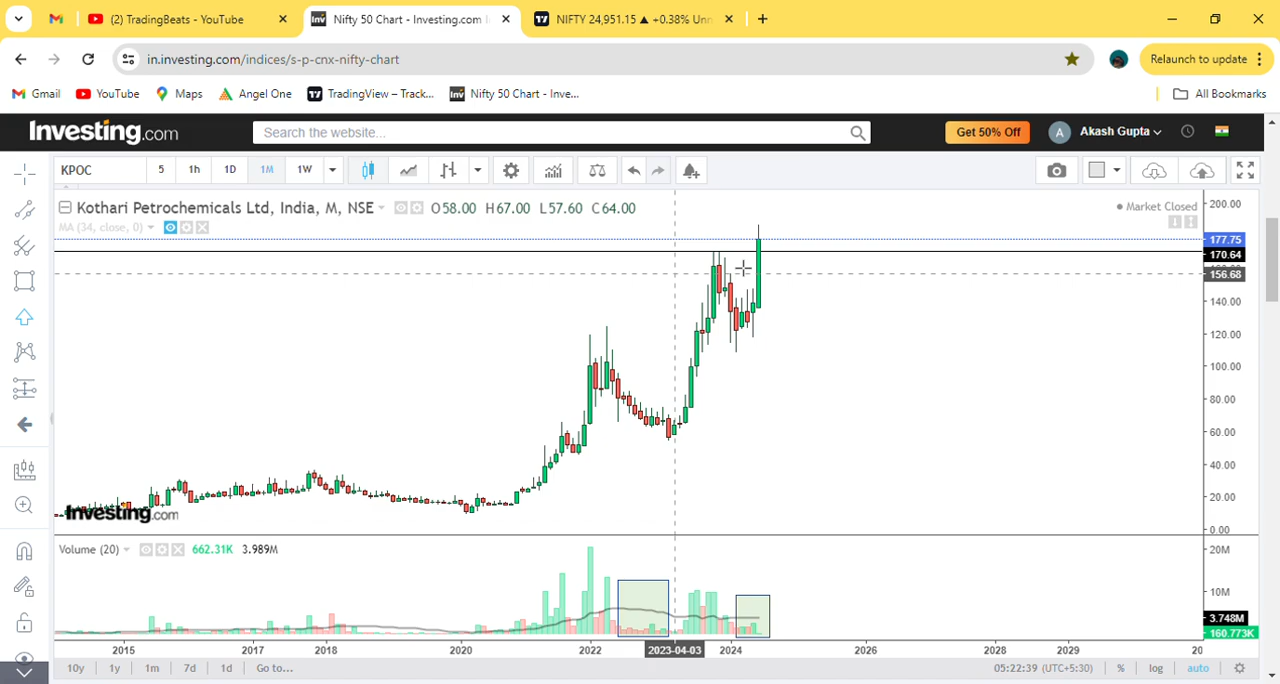 (2) TradingBeats - YouTube
Nifty 50 Chart - Investing.com
NIFTY 24,951.15 ▲ +0.38% Unn
in.investing.com/indices/s-p-cnx-nifty-chart
Relaunch to update
Gmail
YouTube
Maps
Angel One
TradingView – Track...
Nifty 50 Chart - Inve...
All Bookmarks
Investing.com
Search the website...
Get 50% Off
A
Akash Gupta
KPOC
5
1h
1D
1M
1W
Kothari Petrochemicals Ltd, India, M, NSE
O58.00 H67.00 L57.60 C64.00
Market Closed
MA (34, close, 0)
200.00
177.75
170.64
156.68
140.00
120.00
100.00
80.00
60.00
40.00
20.00
0.00
Investing.com
Volume (20)
662.31K 3.989M
20M
10M
3.748M
160.773K
2015
2017
2018
2020
2022
2023-04-03
2024
2026
2028
2029
20
10y
1y
1m
7d
1d
Go to...
05:22:39 (UTC+5:30)
%
log
auto